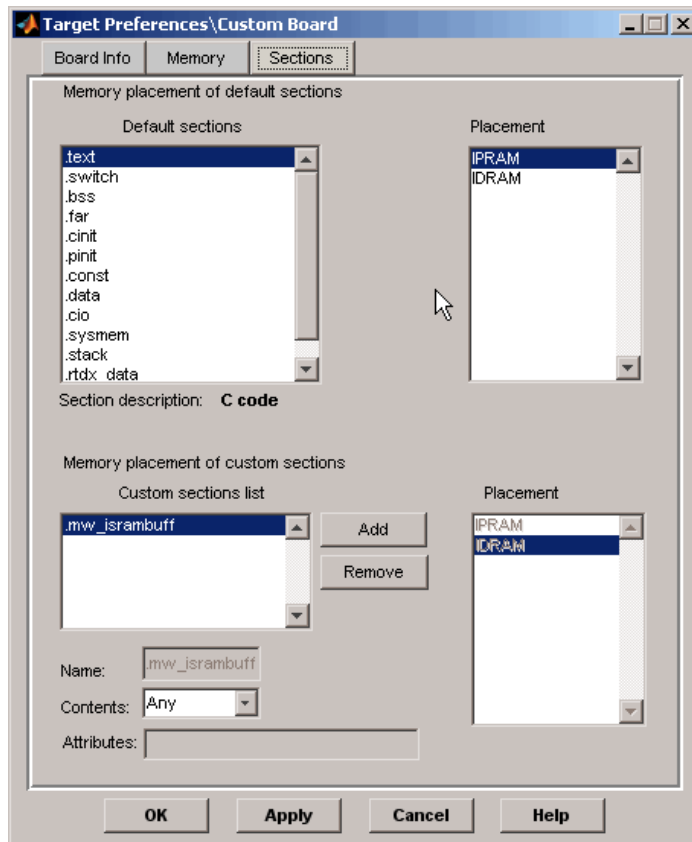 Target Preferences\Custom Board
Board Info Memory Sections
Memory placement of default sections
Default sections Placement
.text IPRAM
.switch IDRAM
.bss
.far
.cinit
.pinit
.const
.data
.cio
.sysmem
.stack
.rtdx_data
Section description: C code
Memory placement of custom sections
Custom sections list Placement
.mw_isrambuff IPRAM
Add IDRAM
Remove
Name: .mw_isrambuff
Contents: Any
Attributes:
OK Apply Cancel Help